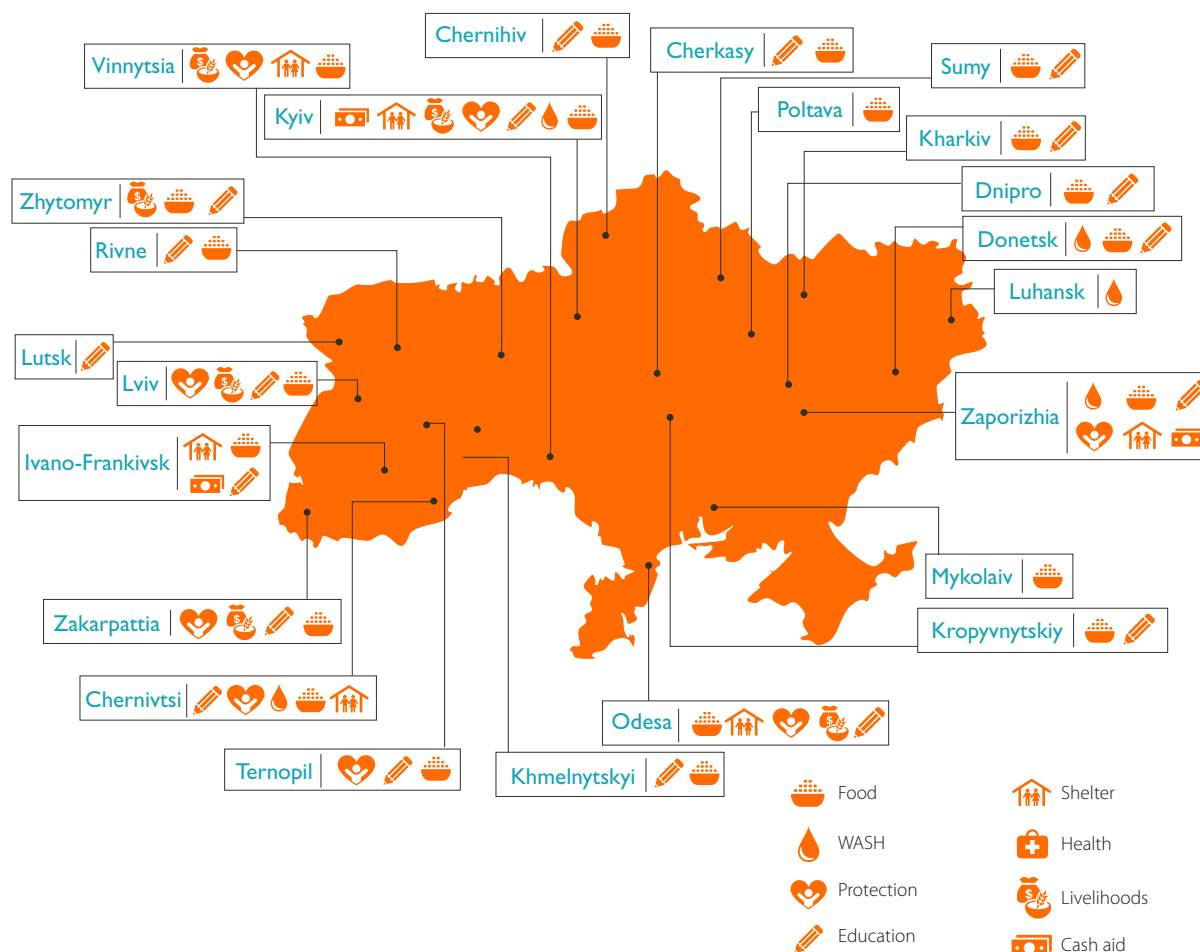 Chernihiv
Cherkasy
Vinnytsia
Sumy
Kyiv
Poltava
Kharkiv
Zhytomyr
Dnipro
Rivne
Donetsk
Luhansk
Lutsk
Lviv
Zaporizhia
Ivano-Frankivsk
Mykolaiv
Zakarpattia
Kropyvnytskiy
Chernivtsi
Odesa
Ternopil
Khmelnytskyi
Food
Shelter
WASH
Health
Protection
Livelihoods
Education
Cash aid